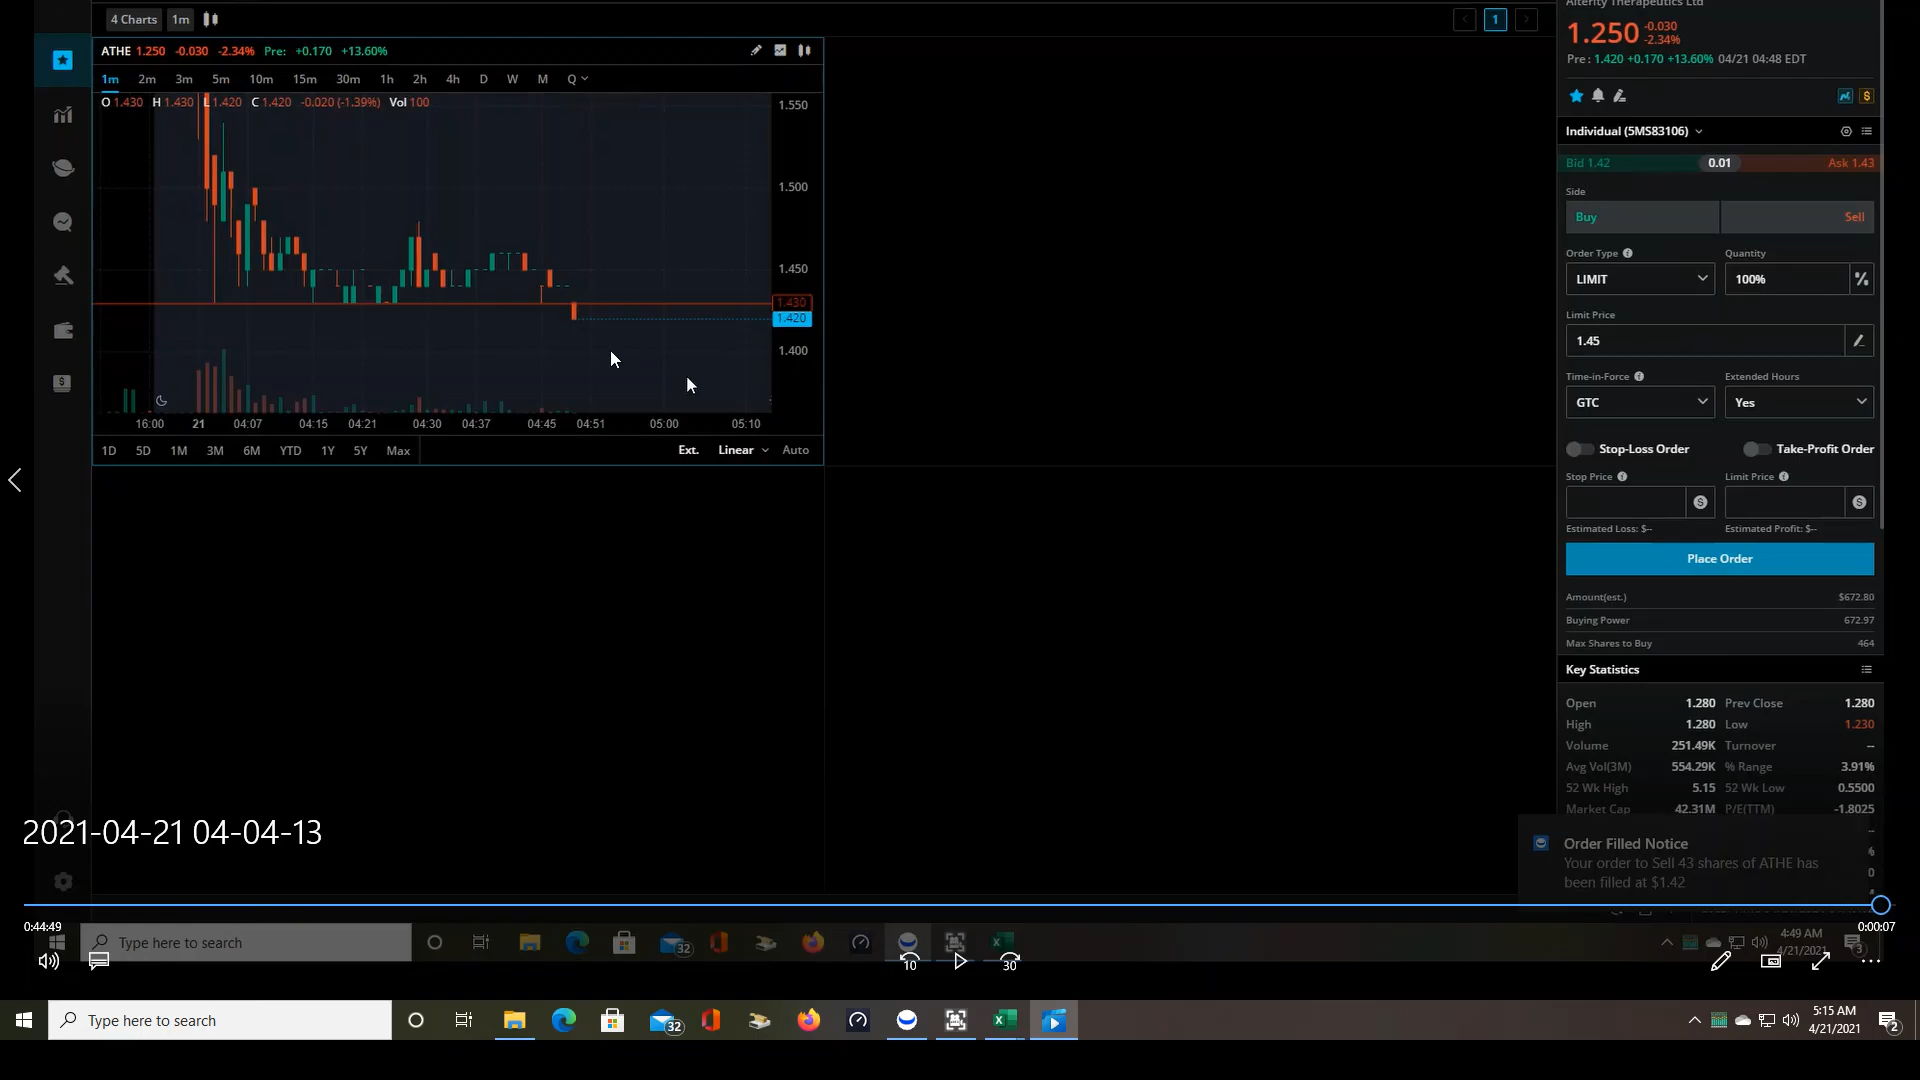 4 Charts 1m
1
Alterity Therapeutics Ltd
1.250 -0.030
-2.34%
Pre: 1.420 +0.170 +13.60% 04/21 04:48 EDT
ATHE 1.250 -0.030 -2.34% Pre: +0.170 +13.60%
1m 2m 3m 5m 10m 15m 30m 1h 2h 4h D W M Q
O 1.430 H 1.430 L 1.420 C 1.420 -0.020 (-1.39%) Vol 100
1.550
1.500
1.450
1.430
1.420
1.400
16:00 21 04:07 04:15 04:21 04:30 04:37 04:45 04:51 05:00 05:10
1D 5D 1M 3M 6M YTD 1Y 5Y Max Ext. Linear Auto
Individual (5MS83106)
Bid 1.42 0.01 Ask 1.43
Side
Buy Sell
Order Type Quantity
LIMIT 100%
Limit Price
1.45
Time-in-Force Extended Hours
GTC Yes
Stop-Loss Order Take-Profit Order
Stop Price Limit Price
Estimated Loss: $-- Estimated Profit: $--
Place Order
Amount(est.) $672.80
Buying Power 672.97
Max Shares to Buy 464
Key Statistics
Open 1.280 Prev Close 1.280
High 1.280 Low 1.230
Volume 251.49K Turnover --
Avg Vol(3M) 554.29K % Range 3.91%
52 Wk High 5.15 52 Wk Low 0.5500
Market Cap 42.31M P/E(TTM) -1.8025
2021-04-21 04-04-13
Order Filled Notice
Your order to Sell 43 shares of ATHE has
been filled at $1.42
0:44:49 0:00:07
Type here to search 32 4:49 AM
4/21/2021 3
10 30
Type here to search 32 5:15 AM
4/21/2021 2